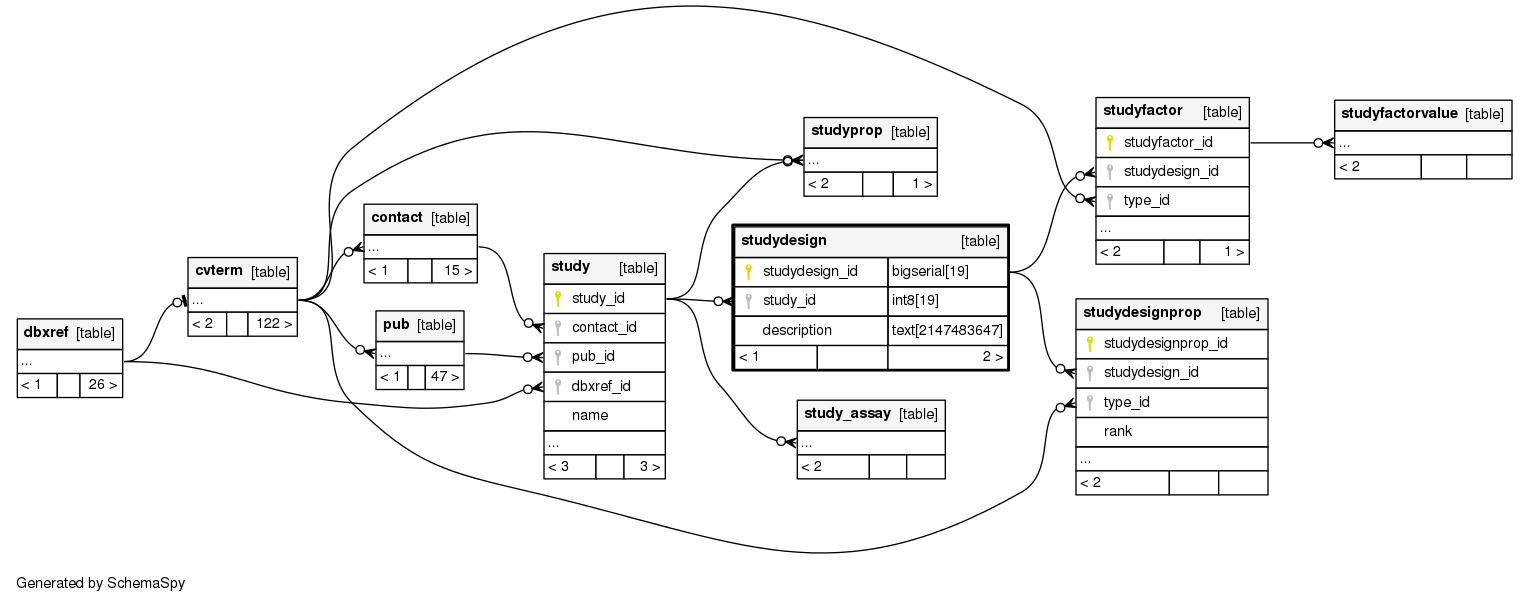 dbxref [table]
...
< 1 26 >
cvterm [table]
...
< 2 122 >
contact [table]
...
< 1 15 >
pub [table]
...
< 1 47 >
study [table]
study_id
contact_id
pub_id
dbxref_id
name
...
< 3 3 >
studyprop [table]
...
< 2 1 >
studydesign [table]
studydesign_id bigserial[19]
study_id int8[19]
description text[2147483647]
< 1 2 >
study_assay [table]
...
< 2
studyfactor [table]
studyfactor_id
studydesign_id
type_id
...
< 2 1 >
studydesignprop [table]
studydesignprop_id
studydesign_id
type_id
rank
...
< 2
studyfactorvalue [table]
...
< 2
Generated by SchemaSpy